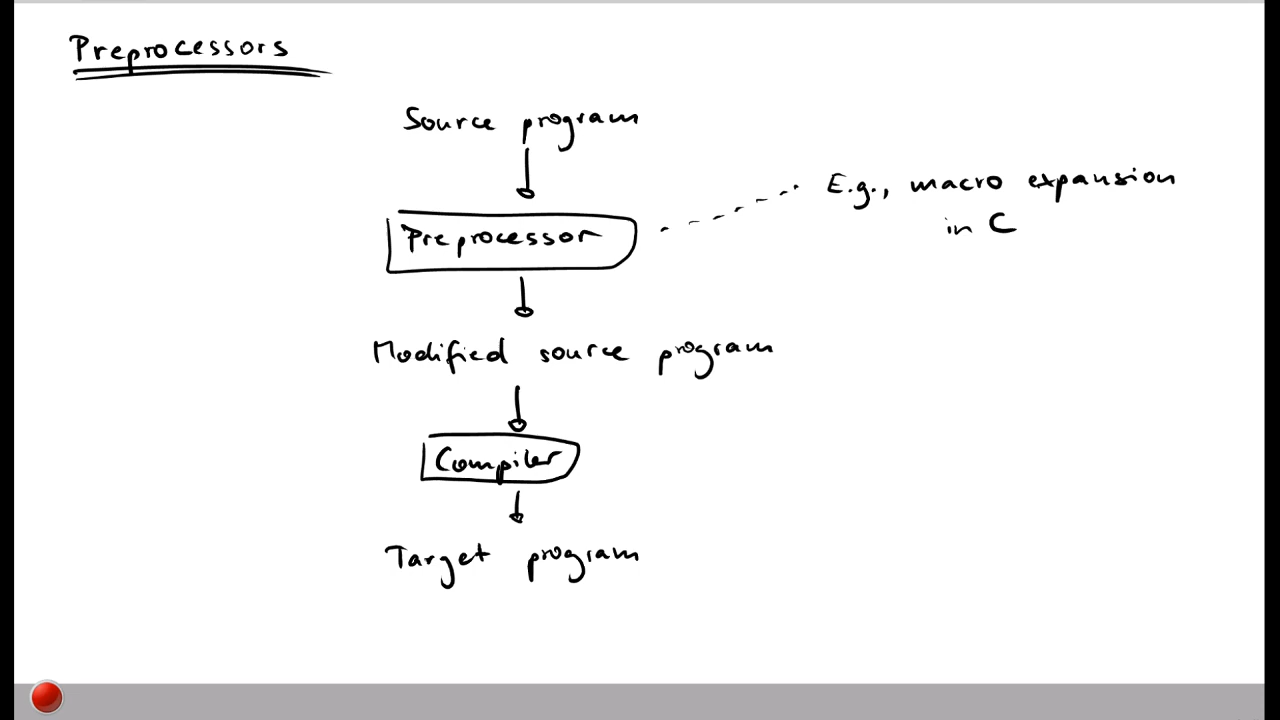 Preprocessors
Source program
E.g., macro expansion
in C
Preprocessor
Modified source program
Compiler
Target program